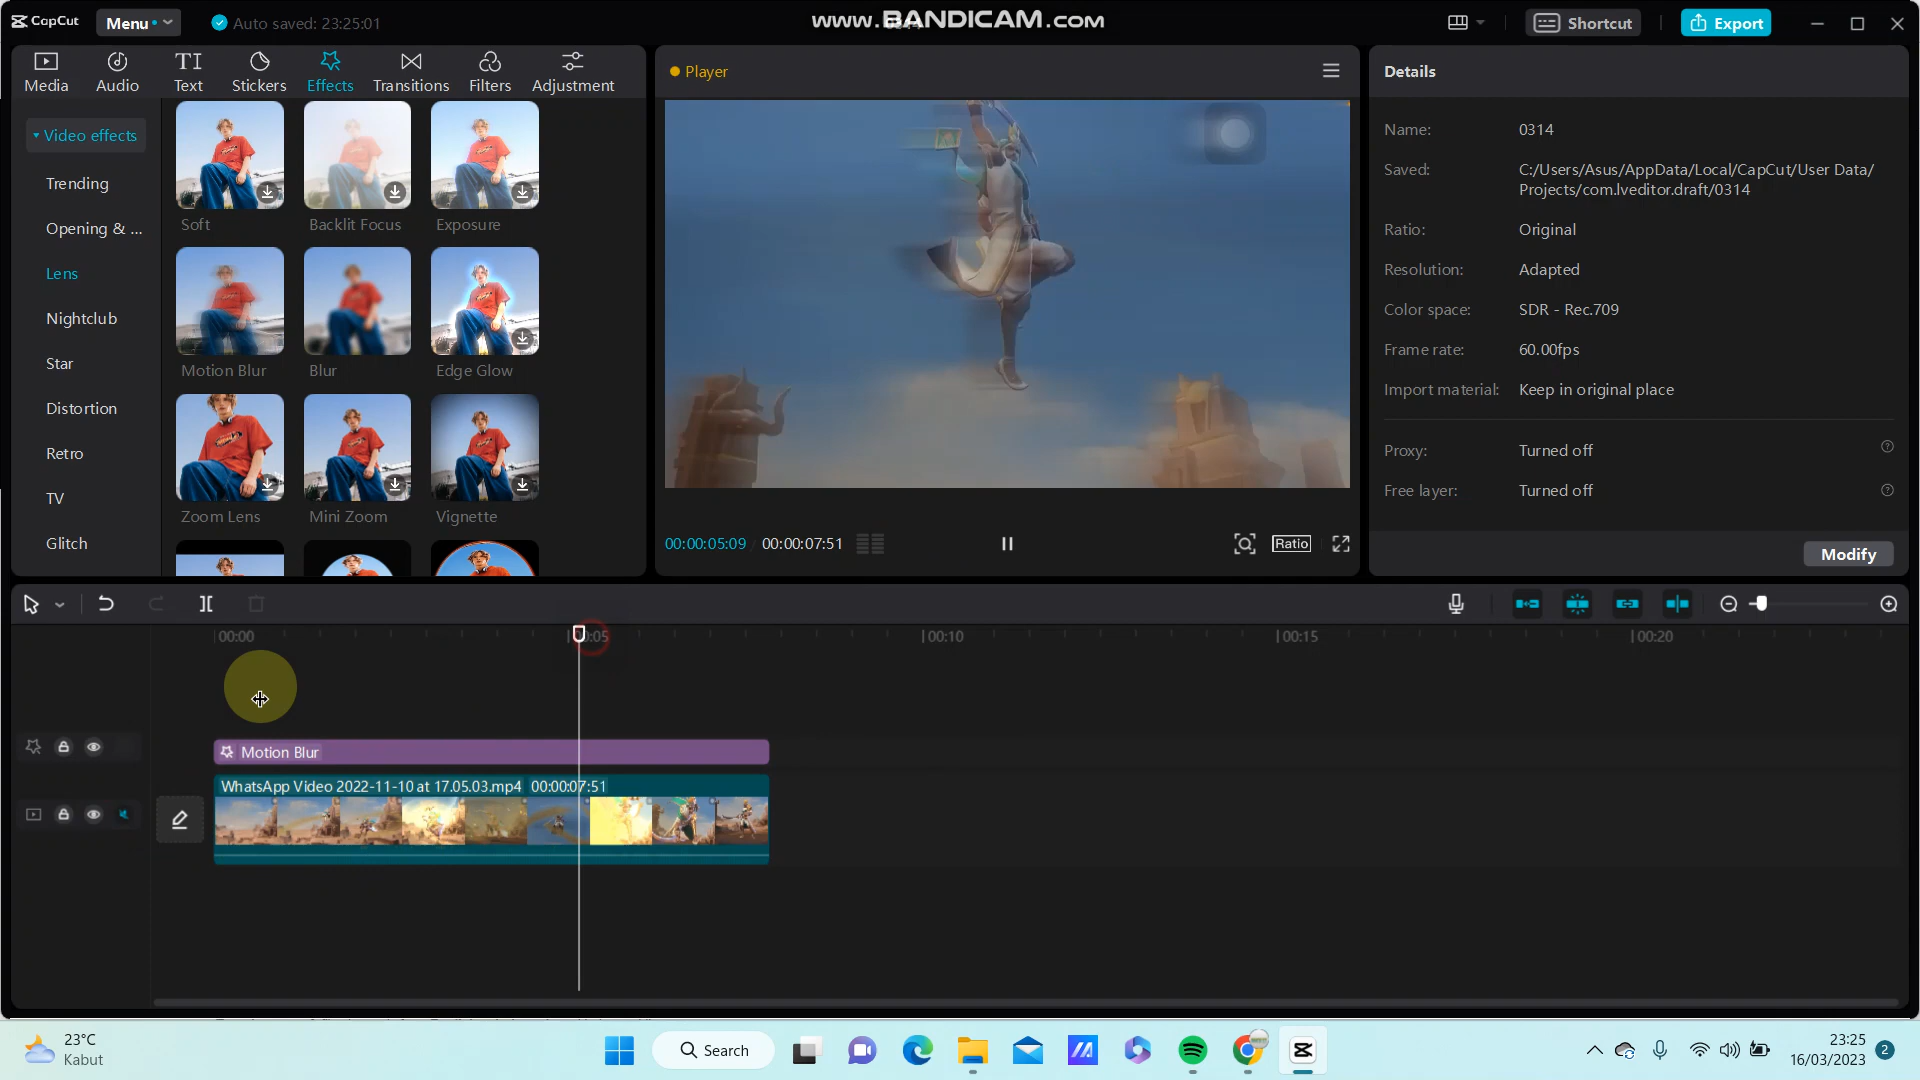 CapCut
Menu
Auto saved: 23:25:01
www.BANDICAM.com
Shortcut
Export
Media
Audio
Text
Stickers
Effects
Transitions
Filters
Adjustment
Player
Details
Video effects
Trending
Opening & ...
Lens
Nightclub
Star
Distortion
Retro
TV
Glitch
Soft
Backlit Focus
Exposure
Motion Blur
Blur
Edge Glow
Zoom Lens
Mini Zoom
Vignette
00:00:05:09
00:00:07:51
Ratio
Name:
0314
Saved:
C:/Users/Asus/AppData/Local/CapCut/User Data/
Projects/com.lveditor.draft/0314
Ratio:
Original
Resolution:
Adapted
Color space:
SDR - Rec.709
Frame rate:
60.00fps
Import material:
Keep in original place
Proxy:
Turned off
Free layer:
Turned off
Modify
00:00
00:05
00:10
00:15
00:20
Motion Blur
WhatsApp Video 2022-11-10 at 17.05.03.mp4 00:00:07:51
23°C
Kabut
Search
23:25
16/03/2023
2